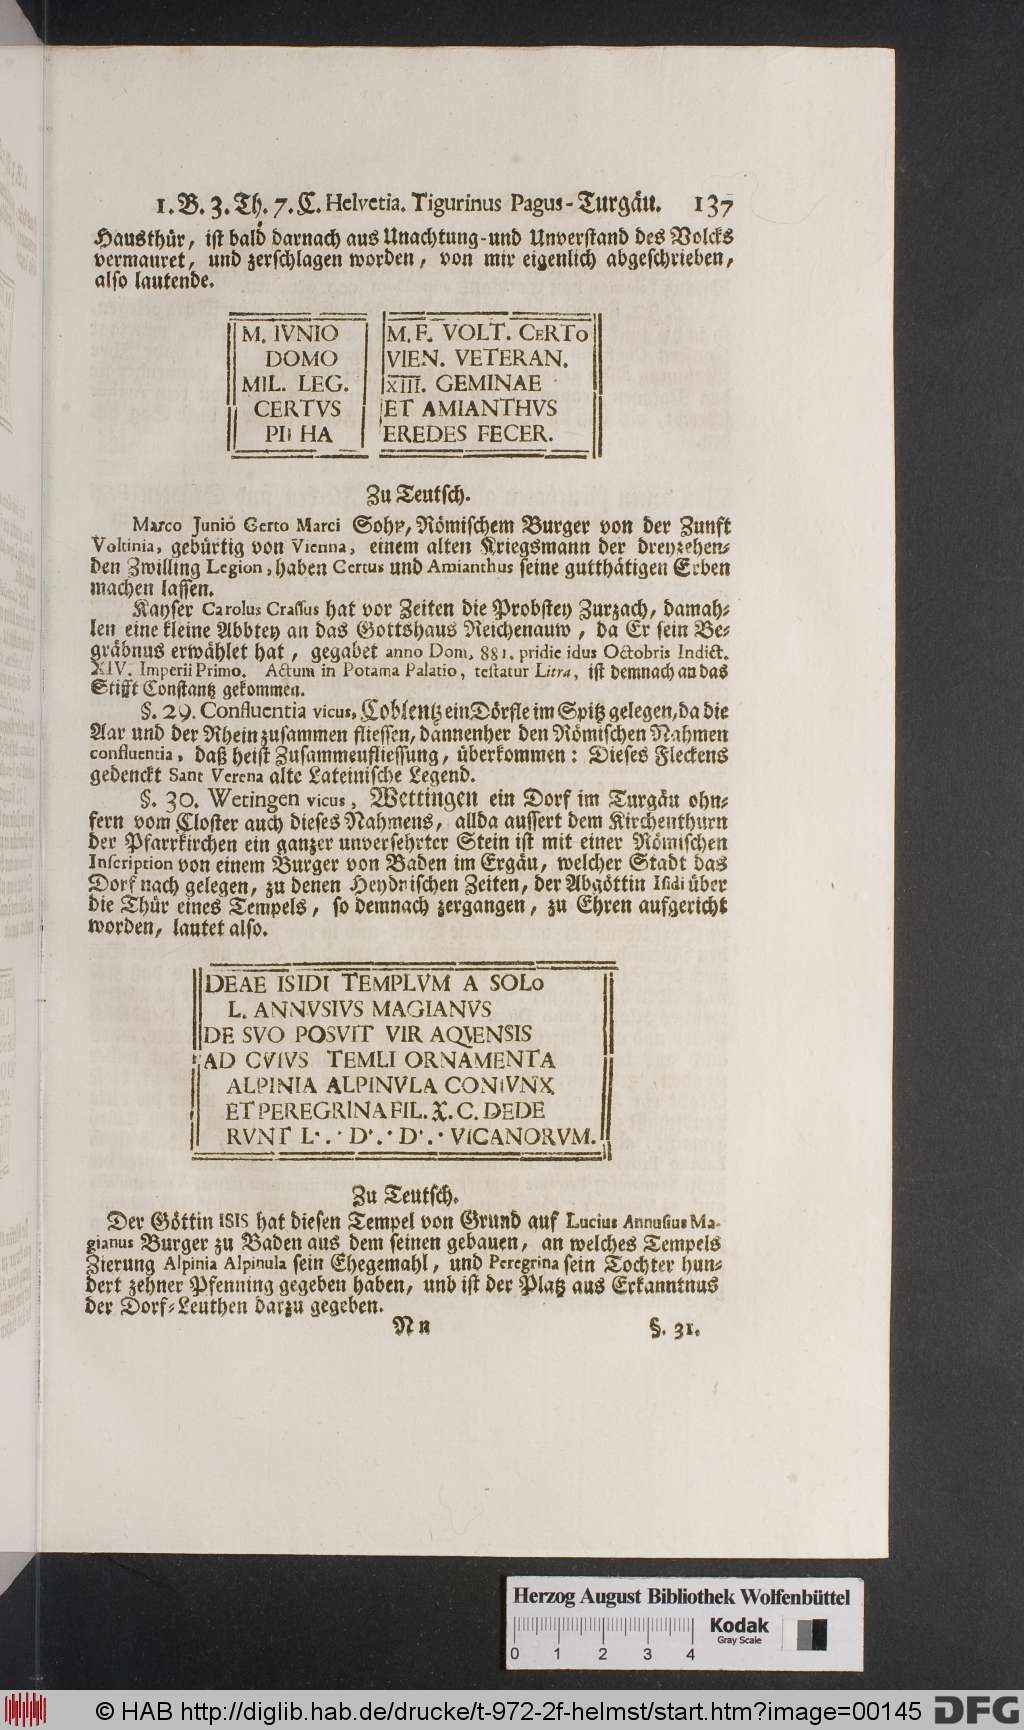 1. B. 3. Th. 7. C. Helvetia. Tigurinus Pagus - Turgäu. 137
Hausthür, ist bald darnach aus Unachtung- und Unverstand des Volcks
vermauret, und zerschlagen worden, von mir eigenlich abgeschrieben,
also lautende.
M. IVNIO M. F. VOLT. CERTO
DOMO VIEN. VETERAN.
MIL. LEG. XIII. GEMINAE
CERTVS ET AMIANTHVS
PII HA EREDES FECER.
Zu Teutsch.
Marco Junio Certo Marci Sohn, Römischem Burger von der Zunft
Voltinia, gebürtig von Vienna, einem alten Kriegsmann der dreyzehen-
den Zwilling Legion, haben Certus und Amianthus seine gutthätigen Erben
machen lassen.
Kayser Carolus Crassus hat vor Zeiten die Probstey Zurzach, damah-
len eine kleine Abbtey an das Gottshaus Reichenauw, da Er sein Be-
gräbnus erwählet hat, gegabet anno Dom. 881. pridie idus Octobris Indict.
XIV. Imperii Primo. Actum in Potama Palatio, testatur Litra, ist demnach an das
Stifft Constantz gekommen.
§. 29. Confluentia vicus, Coblentz ein Dörfle im Spitz gelegen, da die
Aar und der Rhein zusammen fliessen, dannenher den Römischen Nahmen
confluentia, daß heist Zusammenfliessung, überkommen: Dieses Fleckens
gedenckt Sant Verena alte Lateinische Legend.
§. 30. Wetingen vicus, Wettingen ein Dorf im Turgäu ohn-
fern vom Closter auch dieses Nahmens, allda aussert dem Kirchenthurn
der Pfarrkirchen ein ganzer unversehrter Stein ist mit einer Römischen
Inscription von einem Burger von Baden im Ergäu, welcher Stadt das
Dorf nach gelegen, zu denen Heydnischen Zeiten, der Abgöttin Isidi über
die Thür eines Tempels, so demnach zergangen, zu Ehren aufgericht
worden, lautet also.
DEAE ISIDI TEMPLVM A SOLO
L. ANNVSIVS MAGIANVS
DE SVO POSVIT VIR AQVENSIS
AD CVIVS TEMLI ORNAMENTA
ALPINIA ALPINVLA CONIVNX
ET PEREGRINA FIL. X. C. DEDE
RVNT L·.· D·.· D·.· VICANORVM.
Zu Teutsch.
Der Göttin ISIS hat diesen Tempel von Grund auf Lucius Annusius Ma-
gianus Burger zu Baden aus dem seinen gebauen, an welches Tempels
Zierung Alpinia Alpinula sein Ehegemahl, und Peregrina sein Tochter hun-
dert zehner Pfenning gegeben haben, und ist der Platz aus Erkanntnus
der Dorf-Leuthen darzu gegeben.
Nn §. 31.
Herzog August Bibliothek Wolfenbüttel
Kodak
Gray Scale
0 1 2 3 4
© HAB http://diglib.hab.de/drucke/t-972-2f-helmst/start.htm?image=00145 DFG